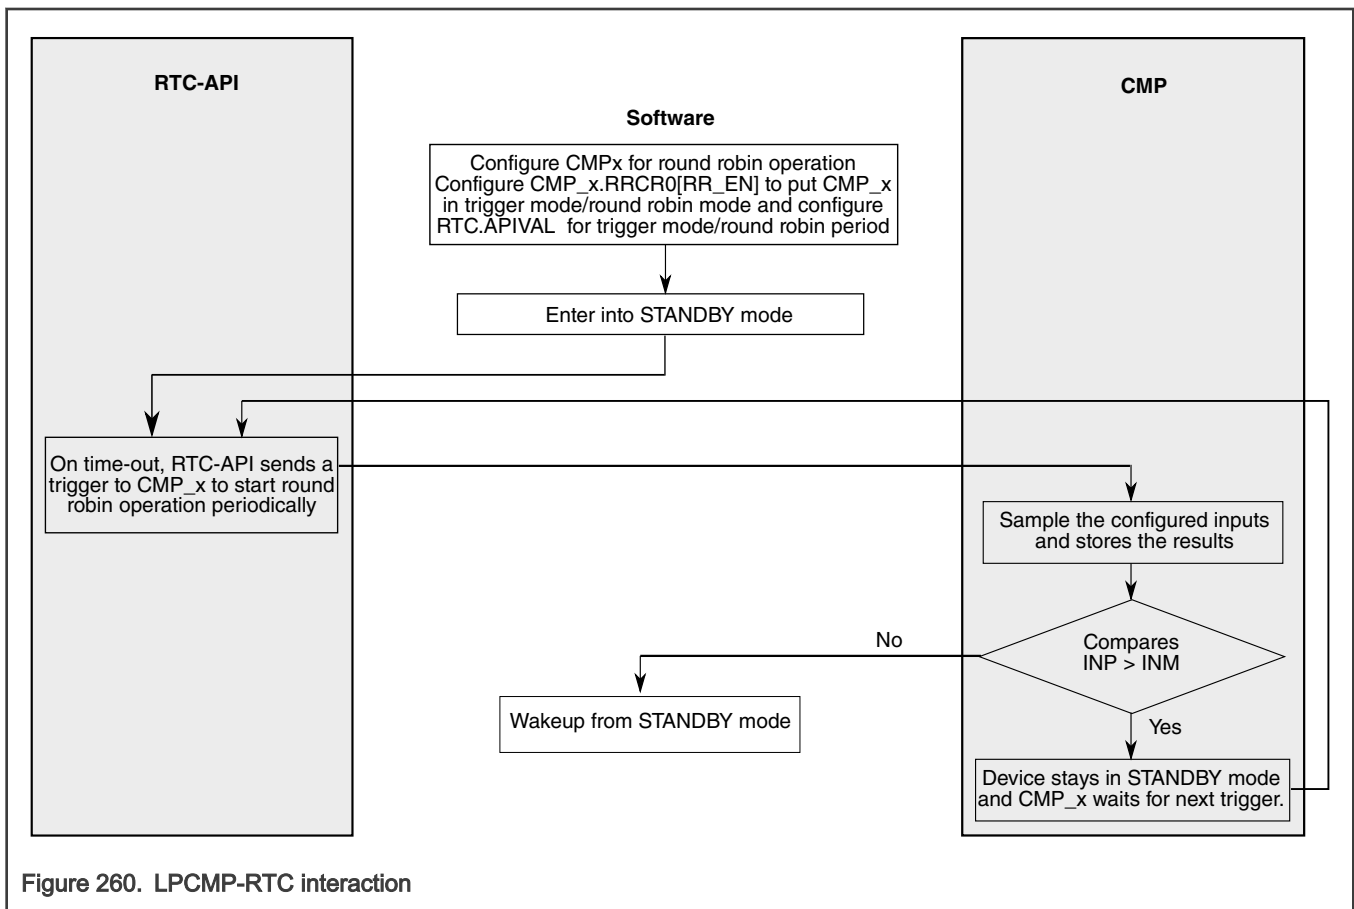 RTC-API
CMP
Software
Configure CMPx for round robin operation
Configure CMP_x.RRCR0[RR_EN] to put CMP_x
in trigger mode/round robin mode and configure
RTC.APIVAL for trigger mode/round robin period
Enter into STANDBY mode
On time-out, RTC-API sends a
trigger to CMP_x to start round
robin operation periodically
Sample the configured inputs
and stores the results
Compares
INP > INM
No
Wakeup from STANDBY mode
Yes
Device stays in STANDBY mode
and CMP_x waits for next trigger.
Figure 260. LPCMP-RTC interaction